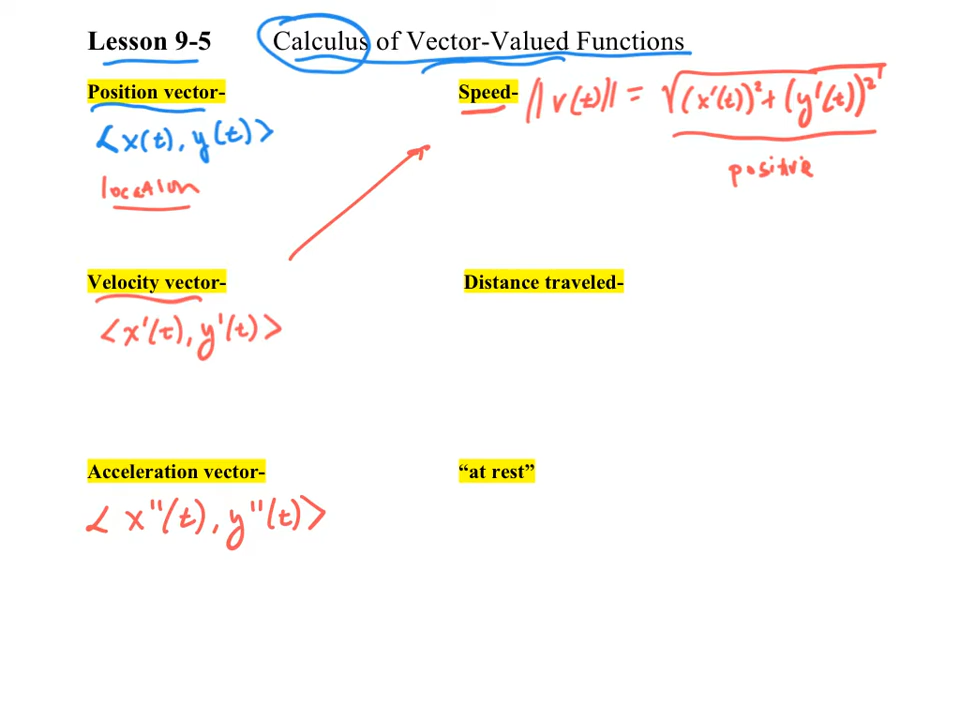 Lesson 9-5 Calculus of Vector-Valued Functions
Position vector-
<x(t), y(t)>
location
Speed- ||v(t)|| = √((x'(t))² + (y'(t))²)
positive
Velocity vector-
<x'(t), y'(t)>
Distance traveled-
Acceleration vector-
<x"(t), y"(t)>
“at rest”